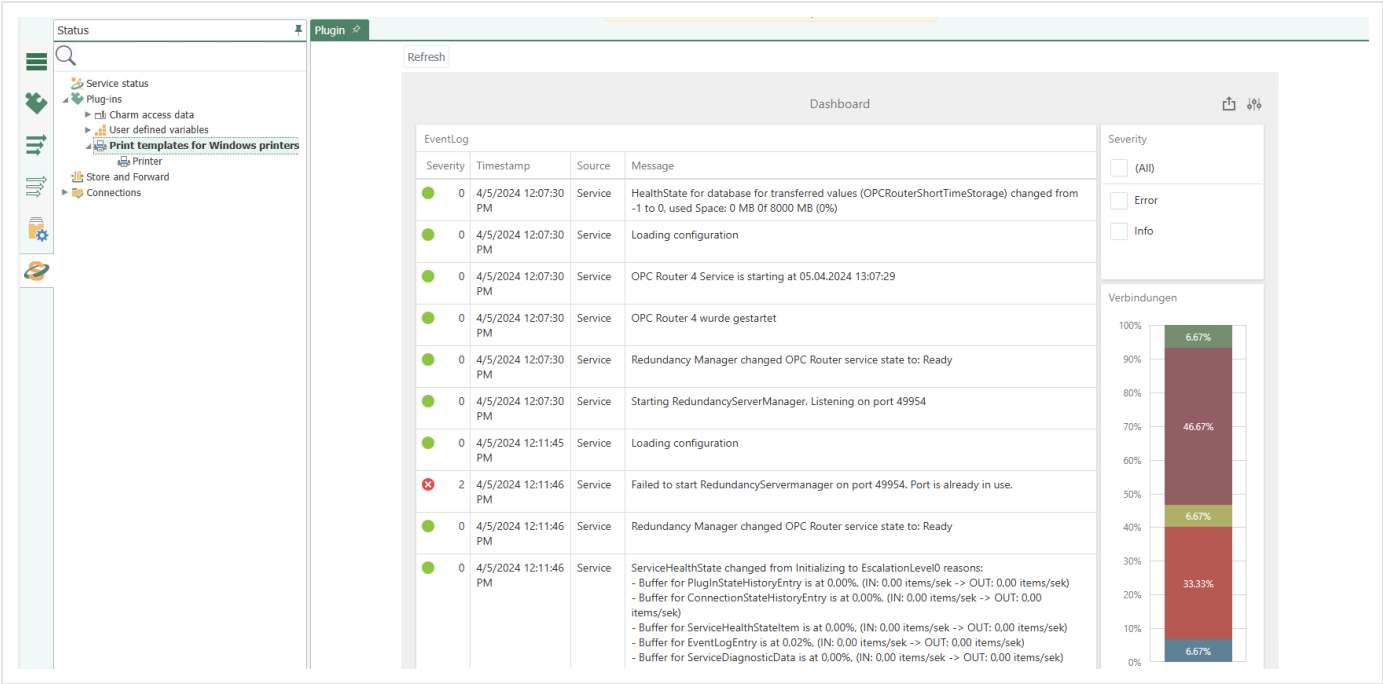 Status
Plugin
Refresh
Service status
Plug-ins
Charm access data
User defined variables
Print templates for Windows printers
Printer
Store and Forward
Connections
Dashboard
EventLog
Severity Timestamp Source Message
0 4/5/2024 12:07:30 Service HealthState for database for transferred values (OPCRouterShortTimeStorage) changed from
PM -1 to 0, used Space: 0 MB 0f 8000 MB (0%)
0 4/5/2024 12:07:30 Service Loading configuration
PM
0 4/5/2024 12:07:30 Service OPC Router 4 Service is starting at 05.04.2024 13:07:29
PM
0 4/5/2024 12:07:30 Service OPC Router 4 wurde gestartet
PM
0 4/5/2024 12:07:30 Service Redundancy Manager changed OPC Router service state to: Ready
PM
0 4/5/2024 12:07:30 Service Starting RedundancyServerManager. Listening on port 49954
PM
0 4/5/2024 12:11:45 Service Loading configuration
PM
2 4/5/2024 12:11:46 Service Failed to start RedundancyServermanager on port 49954. Port is already in use.
PM
0 4/5/2024 12:11:46 Service Redundancy Manager changed OPC Router service state to: Ready
PM
0 4/5/2024 12:11:46 Service ServiceHealthState changed from Initializing to EscalationLevel0 reasons:
PM - Buffer for PlugInStateHistoryEntry is at 0,00%, (IN: 0,00 items/sek -> OUT: 0,00 items/sek)
- Buffer for ConnectionStateHistoryEntry is at 0,00%, (IN: 0,00 items/sek -> OUT: 0,00
items/sek)
- Buffer for ServiceHealthStateItem is at 0,00%, (IN: 0,00 items/sek -> OUT: 0,00 items/sek)
- Buffer for EventLogEntry is at 0,02%, (IN: 0,00 items/sek -> OUT: 0,00 items/sek)
- Buffer for ServiceDiagnosticData is at 0,00%, (IN: 0,00 items/sek -> OUT: 0,00 items/sek)
Severity
(All)
Error
Info
Verbindungen
100%
6.67%
90%
80%
70%
46.67%
60%
50%
6.67%
40%
30%
33.33%
20%
10%
6.67%
0%